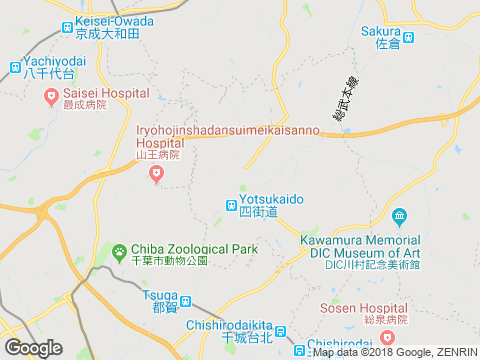 Keisei-Owada
京成大和田
Sakura
佐倉
Yachiyodai
八千代台
総武本線
Saisei Hospital
最成病院
Iryohojinshadansuimeikaisanno
Hospital
山王病院
Yotsukaido
四街道
Kawamura Memorial
DIC Museum of Art
DIC川村記念美術館
Chiba Zoological Park
千葉市動物公園
Tsuga
都賀
Sosen Hospital
総泉病院
Chishirodaikita
千城台北
Chishirodai
Google
Map data ©2018 Google, ZENRIN